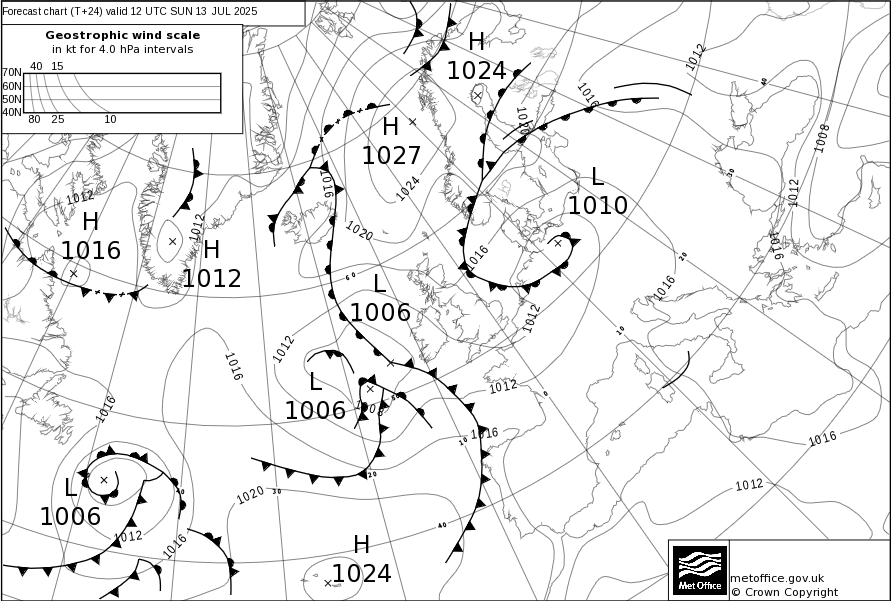 Forecast chart (T+24) valid 12 UTC SUN 13 JUL 2025
Geostrophic wind scale
in kt for 4.0 hPa intervals
40 15
70N
60N
50N
40N
80 25 10
H
1024
H
1027
L
1010
H
1016
H
1012
L
1006
L
1006
L
1006
H
1024
1012
1016
1020
1008
1012
1016
1024
1016
1020
1012
1012
1016
1016
1012
1012
1016
1016
1012
1008
1016
1016
1012
1020
1012
1016
40
30
20
10
0
60
50
10
20
30
40
40
Met Office
metoffice.gov.uk
© Crown Copyright